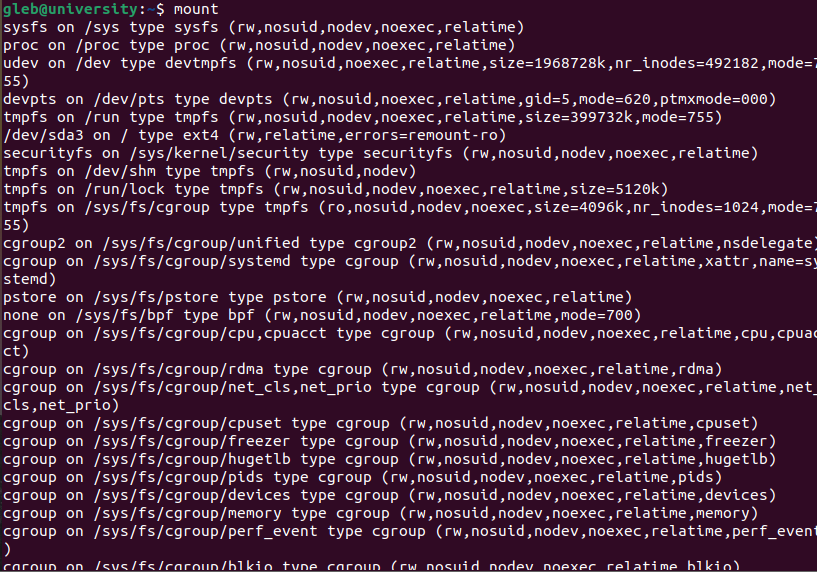 gleb@university:~$ mount
sysfs on /sys type sysfs (rw,nosuid,nodev,noexec,relatime)
proc on /proc type proc (rw,nosuid,nodev,noexec,relatime)
udev on /dev type devtmpfs (rw,nosuid,noexec,relatime,size=1968728k,nr_inodes=492182,mode=7
55)
devpts on /dev/pts type devpts (rw,nosuid,noexec,relatime,gid=5,mode=620,ptmxmode=000)
tmpfs on /run type tmpfs (rw,nosuid,nodev,noexec,relatime,size=399732k,mode=755)
/dev/sda3 on / type ext4 (rw,relatime,errors=remount-ro)
securityfs on /sys/kernel/security type securityfs (rw,nosuid,nodev,noexec,relatime)
tmpfs on /dev/shm type tmpfs (rw,nosuid,nodev)
tmpfs on /run/lock type tmpfs (rw,nosuid,nodev,noexec,relatime,size=5120k)
tmpfs on /sys/fs/cgroup type tmpfs (ro,nosuid,nodev,noexec,size=4096k,nr_inodes=1024,mode=7
55)
cgroup2 on /sys/fs/cgroup/unified type cgroup2 (rw,nosuid,nodev,noexec,relatime,nsdelegate)
cgroup on /sys/fs/cgroup/systemd type cgroup (rw,nosuid,nodev,noexec,relatime,xattr,name=sy
stemd)
pstore on /sys/fs/pstore type pstore (rw,nosuid,nodev,noexec,relatime)
none on /sys/fs/bpf type bpf (rw,nosuid,nodev,noexec,relatime,mode=700)
cgroup on /sys/fs/cgroup/cpu,cpuacct type cgroup (rw,nosuid,nodev,noexec,relatime,cpu,cpuac
ct)
cgroup on /sys/fs/cgroup/rdma type cgroup (rw,nosuid,nodev,noexec,relatime,rdma)
cgroup on /sys/fs/cgroup/net_cls,net_prio type cgroup (rw,nosuid,nodev,noexec,relatime,net_
cls,net_prio)
cgroup on /sys/fs/cgroup/cpuset type cgroup (rw,nosuid,nodev,noexec,relatime,cpuset)
cgroup on /sys/fs/cgroup/freezer type cgroup (rw,nosuid,nodev,noexec,relatime,freezer)
cgroup on /sys/fs/cgroup/hugetlb type cgroup (rw,nosuid,nodev,noexec,relatime,hugetlb)
cgroup on /sys/fs/cgroup/pids type cgroup (rw,nosuid,nodev,noexec,relatime,pids)
cgroup on /sys/fs/cgroup/devices type cgroup (rw,nosuid,nodev,noexec,relatime,devices)
cgroup on /sys/fs/cgroup/memory type cgroup (rw,nosuid,nodev,noexec,relatime,memory)
cgroup on /sys/fs/cgroup/perf_event type cgroup (rw,nosuid,nodev,noexec,relatime,perf_event
)
cgroup on /sys/fs/cgroup/blkio type cgroup (rw,nosuid,nodev,noexec,relatime,blkio)